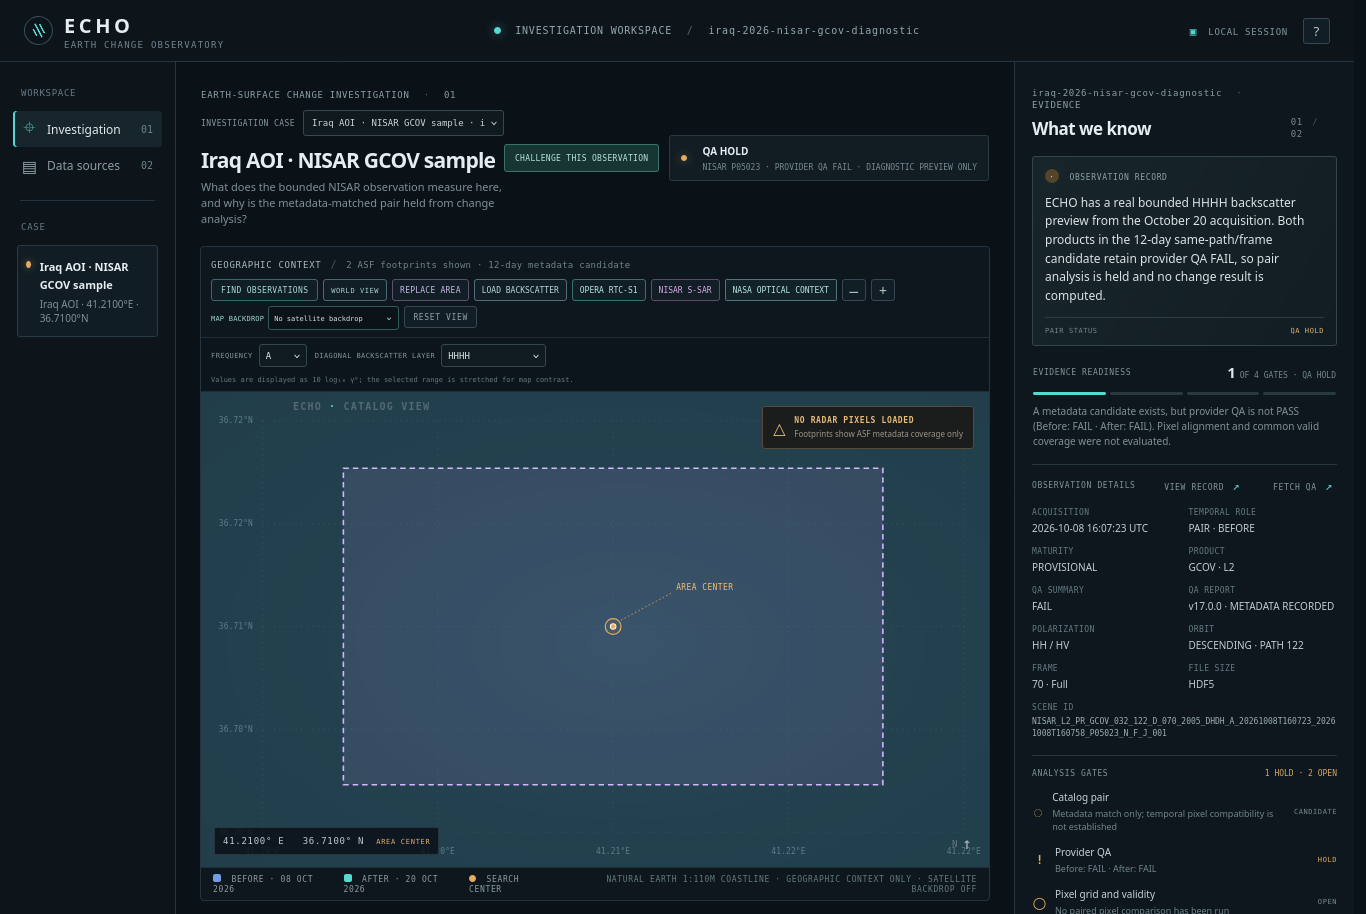 ECHO
EARTH CHANGE OBSERVATORY
INVESTIGATION WORKSPACE / iraq-2026-nisar-gcov-diagnostic
LOCAL SESSION
?
WORKSPACE
Investigation 01
Data sources 02
CASE
Iraq AOI · NISAR
GCOV sample
Iraq AOI · 41.2100°E ·
36.7100°N
EARTH-SURFACE CHANGE INVESTIGATION · 01
INVESTIGATION CASE Iraq AOI · NISAR GCOV sample · i
Iraq AOI · NISAR GCOV sample
CHALLENGE THIS OBSERVATION
QA HOLD
NISAR P05023 · PROVIDER QA FAIL · DIAGNOSTIC PREVIEW ONLY
What does the bounded NISAR observation measure here,
and why is the metadata-matched pair held from change
analysis?
GEOGRAPHIC CONTEXT / 2 ASF footprints shown · 12-day metadata candidate
FIND OBSERVATIONS WORLD VIEW REPLACE AREA LOAD BACKSCATTER OPERA RTC-S1 NISAR S-SAR NASA OPTICAL CONTEXT — +
MAP BACKDROP No satellite backdrop RESET VIEW
FREQUENCY A DIAGONAL BACKSCATTER LAYER HHHH
Values are displayed as 10 log₁₀ γ⁰; the selected range is stretched for map contrast.
ECHO · CATALOG VIEW
NO RADAR PIXELS LOADED
Footprints show ASF metadata coverage only
36.72°N
36.72°N
36.71°N
36.70°N
AREA CENTER
41.2100° E 36.7100° N AREA CENTER
0°E
41.21°E
41.22°E
41.22°E
N ↑
BEFORE · 08 OCT
2026
AFTER · 20 OCT
2026
SEARCH
CENTER
NATURAL EARTH 1:110M COASTLINE · GEOGRAPHIC CONTEXT ONLY · SATELLITE
BACKDROP OFF
iraq-2026-nisar-gcov-diagnostic ·
EVIDENCE
What we know
01 /
02
OBSERVATION RECORD
ECHO has a real bounded HHHH backscatter
preview from the October 20 acquisition. Both
products in the 12-day same-path/frame
candidate retain provider QA FAIL, so pair
analysis is held and no change result is
computed.
PAIR STATUS QA HOLD
EVIDENCE READINESS 1 OF 4 GATES · QA HOLD
A metadata candidate exists, but provider QA is not PASS
(Before: FAIL · After: FAIL). Pixel alignment and common valid
coverage were not evaluated.
OBSERVATION DETAILS VIEW RECORD ↗ FETCH QA ↗
ACQUISITION TEMPORAL ROLE
2026-10-08 16:07:23 UTC PAIR · BEFORE
MATURITY PRODUCT
PROVISIONAL GCOV · L2
QA SUMMARY QA REPORT
FAIL v17.0.0 · METADATA RECORDED
POLARIZATION ORBIT
HH / HV DESCENDING · PATH 122
FRAME FILE SIZE
70 · Full HDF5
SCENE ID
NISAR_L2_PR_GCOV_032_122_D_070_2005_DHDH_A_20261008T160723_2026
1008T160758_P05023_N_F_J_001
ANALYSIS GATES 1 HOLD · 2 OPEN
Catalog pair
Metadata match only; temporal pixel compatibility is
not established
CANDIDATE
! Provider QA
Before: FAIL · After: FAIL
HOLD
Pixel grid and validity
No paired pixel comparison has been run
OPEN